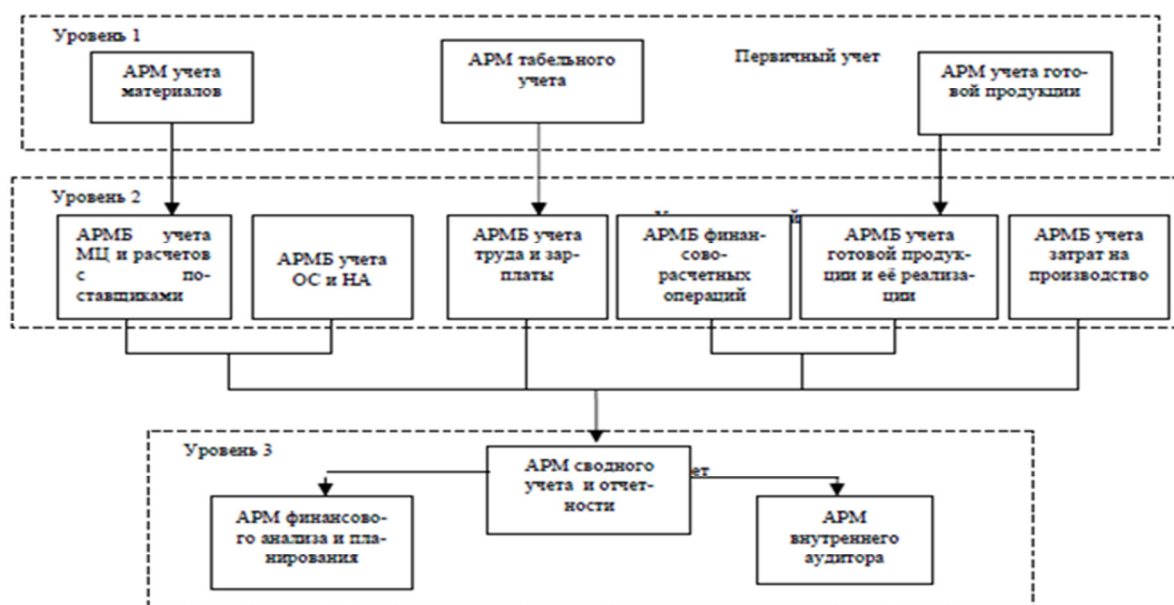 Уровень 1
АРМ учета
материалов
АРМ табельного
учета
Первичный учет
АРМ учета гото-
вой продукции
Уровень 2
АРМБ учета
МЦ и расчетов
с по-
ставщиками
АРМБ учета
ОС и НА
АРМБ учета
труда и зар-
платы
АРМБ финан-
сово-
расчетных
операций
АРМБ учета
готовой продук-
ции и её реализа-
ции
АРМБ учета
затрат на
производство
Уровень 3
АРМ сводного
учета и отчет-
ности
АРМ финансово-
го анализа и пла-
нирования
АРМ
внутреннего
аудитора